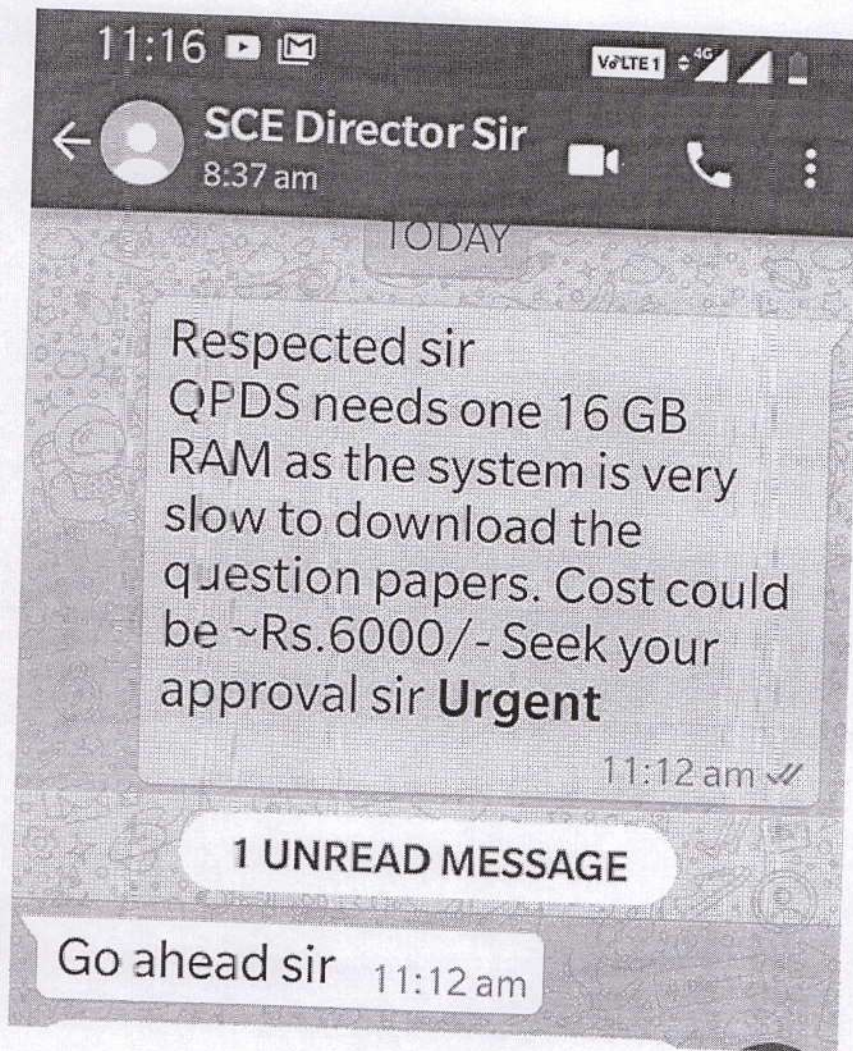 11:16
VoLTE1 4G
SCE Director Sir
8:37 am
TODAY
Respected sir
QPDS needs one 16 GB
RAM as the system is very
slow to download the
question papers. Cost could
be ~Rs.6000/- Seek your
approval sir Urgent
11:12 am
1 UNREAD MESSAGE
Go ahead sir 11:12 am